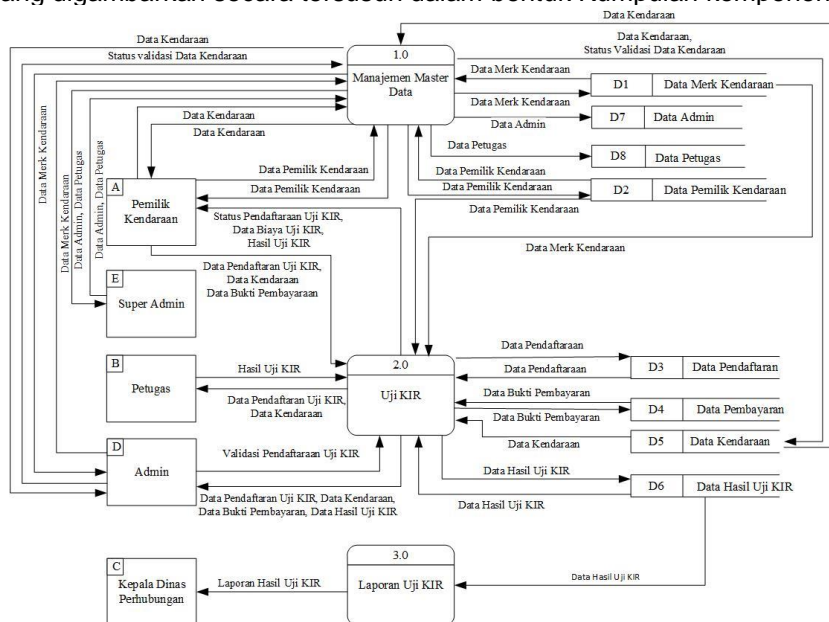 ang digambarkan secara terstruktur dalam bentuk kumpulan komponen
Data Kendaraan
Status validasi Data Kendaraan
Data Kendaraan
Data Kendaraan,
Status Validasi Data Kendaraan
1.0
Manajemen Master
Data
Data Merk Kendaraan
D1 Data Merk Kendaraan
Data Merk Kendaraan
Data Admin
D7 Data Admin
Data Kendaraan
Data Kendaraan
Data Petugas
D8 Data Petugas
Data Pemilik Kendaraan
Data Pemilik Kendaraan
Data Pemilik Kendaraan
Data Pemilik Kendaraan
D2 Data Pemilik Kendaraan
Data Pemilik Kendaraan
Data Merk Kendaraan
Data Admin, Data Petugas
Data Admin, Data Petugas
A
Pemilik
Kendaraan
Status Pendaftaraan Uji KIR,
Data Biaya Uji KIR,
Hasil Uji KIR
Data Merk Kendaraan
Data Pendaftaran Uji KIR,
Data Kendaraan
Data Bukti Pembayaraan
E
Super Admin
B
Petugas
Hasil Uji KIR
Data Pendaftaran Uji KIR,
Data Kendaraan
2.0
Uji KIR
Data Pendaftaraan
Data Pendaftaraan
D3 Data Pendaftaran
Data Bukti Pembayaran
Data Bukti Pembayaran
D4 Data Pembayaran
Data Kendaraan
D5 Data Kendaraan
D
Admin
Validasi Pendaftaraan Uji KIR
Data Pendaftaran Uji KIR, Data Kendaraan,
Data Bukti Pembayaran, Data Hasil Uji KIR
Data Hasil Uji KIR
Data Hasil Uji KIR
D6 Data Hasil Uji KIR
C
Kepala Dinas
Perhubungan
Laporan Hasil Uji KIR
3.0
Laporan Uji KIR
Data Hasil Uji KIR